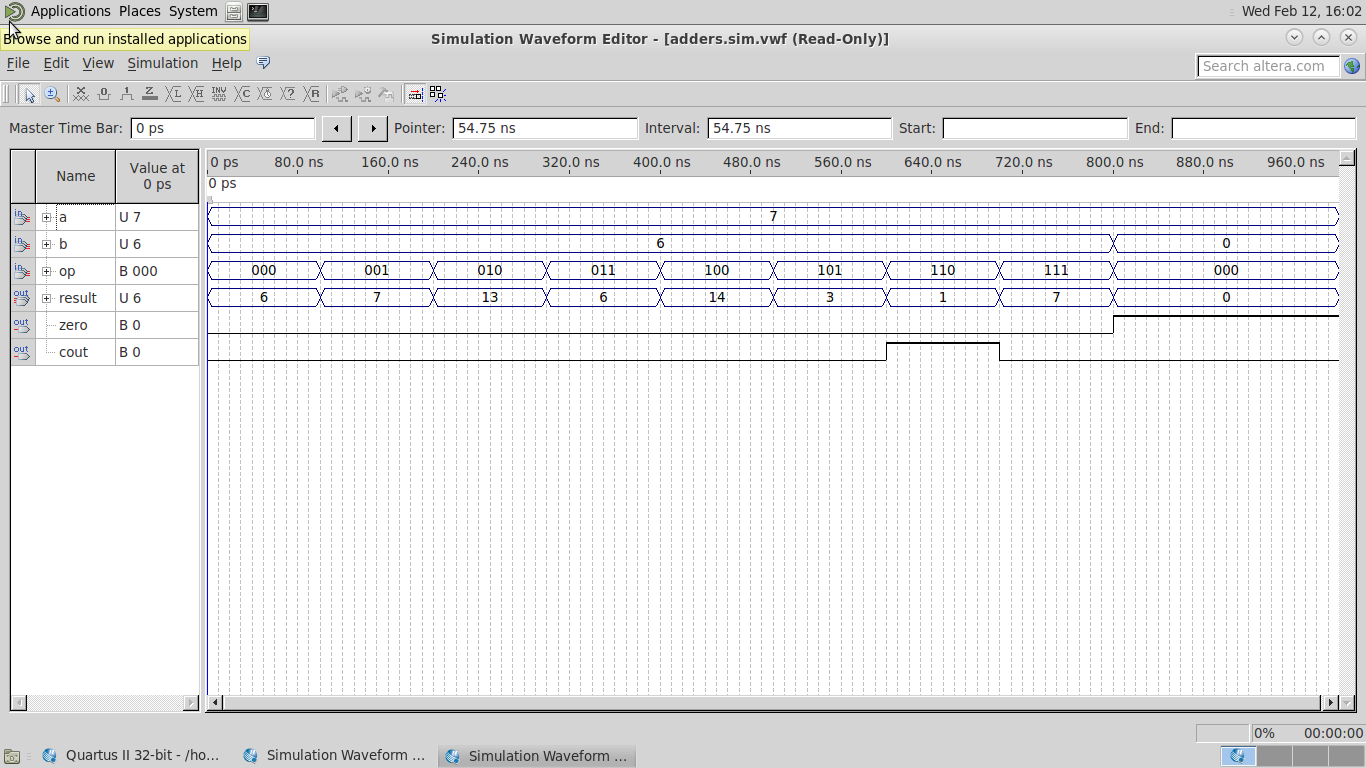 Applications Places System Wed Feb 12, 16:02
Browse and run installed applications
Simulation Waveform Editor - [adders.sim.vwf (Read-Only)]
File Edit View Simulation Help Search altera.com
Master Time Bar: 0 ps Pointer: 54.75 ns Interval: 54.75 ns Start: End:
Name Value at 0 ps
0 ps 80.0 ns 160.0 ns 240.0 ns 320.0 ns 400.0 ns 480.0 ns 560.0 ns 640.0 ns 720.0 ns 800.0 ns 880.0 ns 960.0 ns
0 ps
a U 7 7
b U 6 6 0
op B 000 000 001 010 011 100 101 110 111 000
result U 6 6 7 13 6 14 3 1 7 0
zero B 0
cout B 0
0% 00:00:00
Quartus II 32-bit - /ho... Simulation Waveform ... Simulation Waveform ...